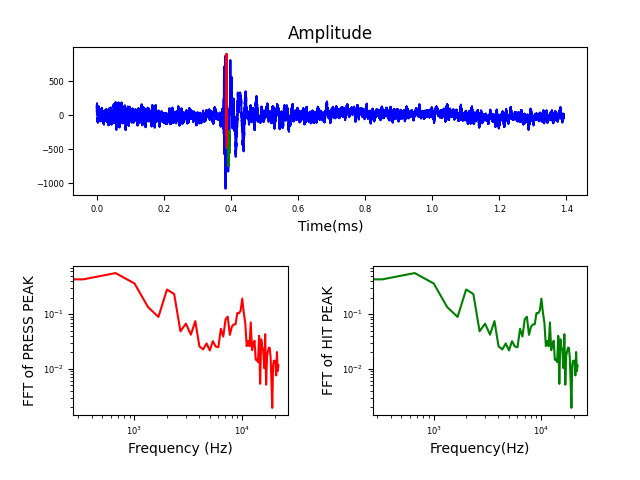 Amplitude
500
0
−500
−1000
0.0 0.2 0.4 0.6 0.8 1.0 1.2 1.4
Time(ms)
FFT of PRESS PEAK
10⁻¹
10⁻²
10³ 10⁴
Frequency (Hz)
FFT of HIT PEAK
10⁻¹
10⁻²
10³ 10⁴
Frequency(Hz)